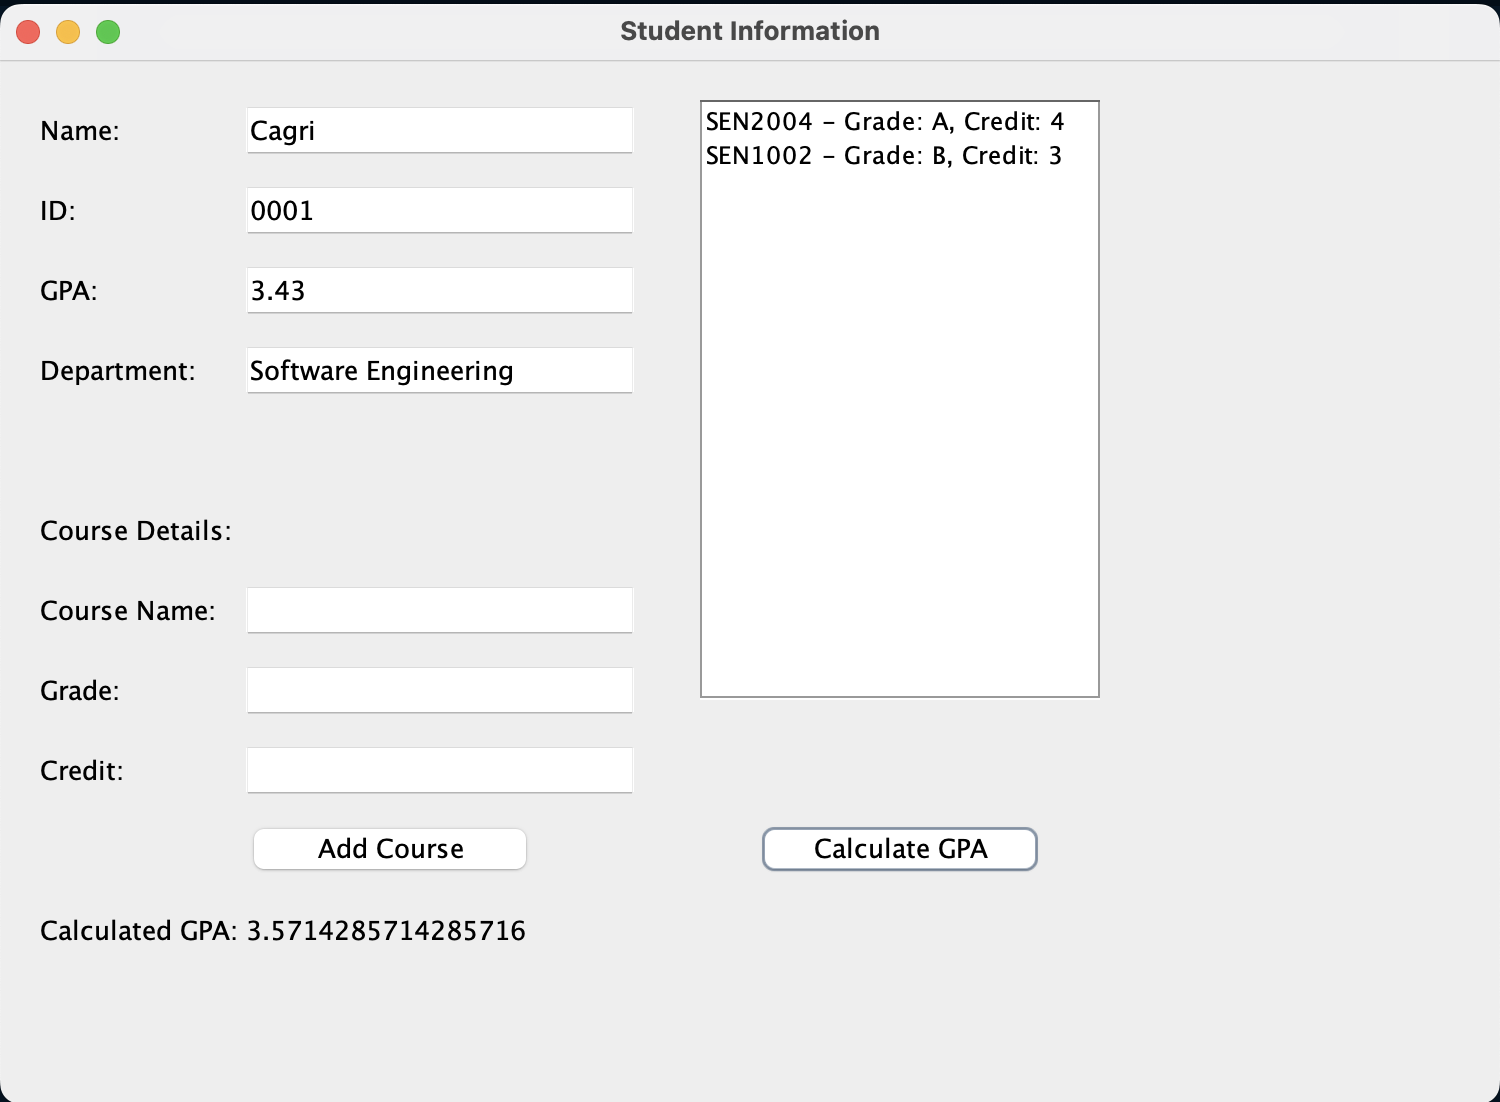 Student Information
Name: Cagri
ID: 0001
GPA: 3.43
Department: Software Engineering
SEN2004 – Grade: A, Credit: 4
SEN1002 – Grade: B, Credit: 3
Course Details:
Course Name:
Grade:
Credit:
Add Course
Calculate GPA
Calculated GPA: 3.5714285714285716